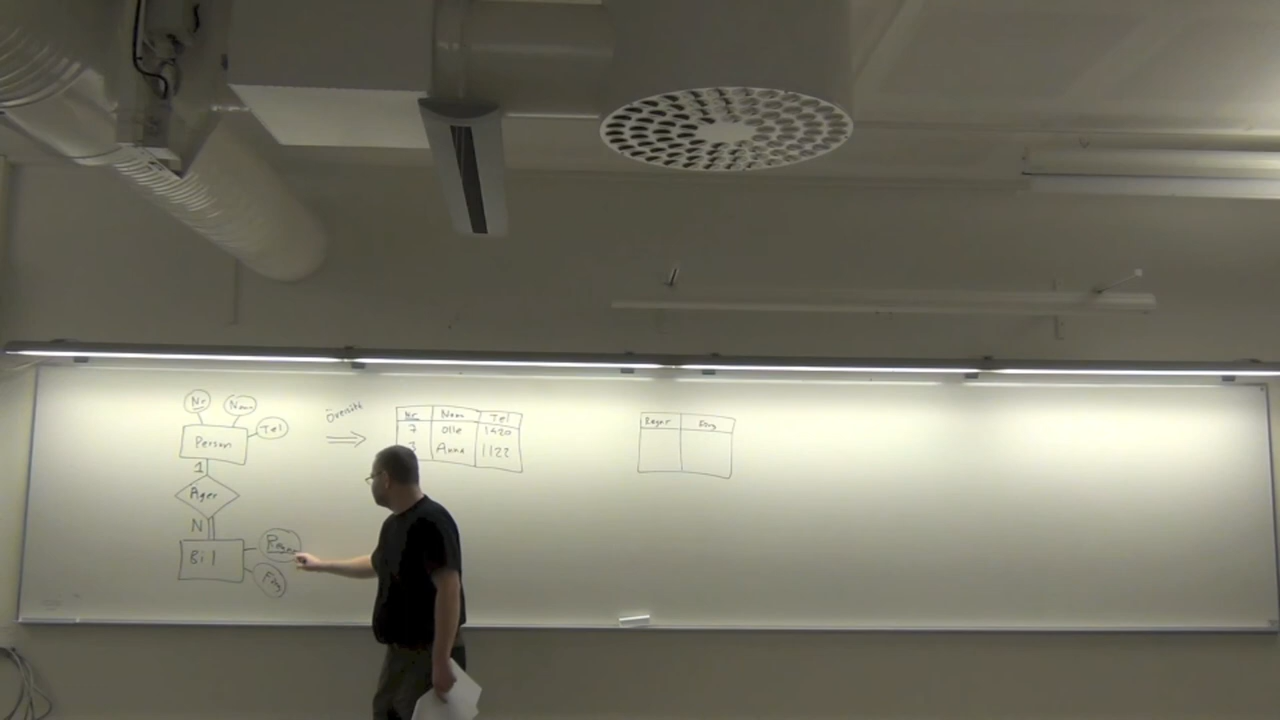 Nr Namn
Tel
Person
1
Äger
N
Bil
Regnr
Färg
Översätt
Nr Namn Tel
7 Olle 1420
3 Anna 1122
Regnr Färg